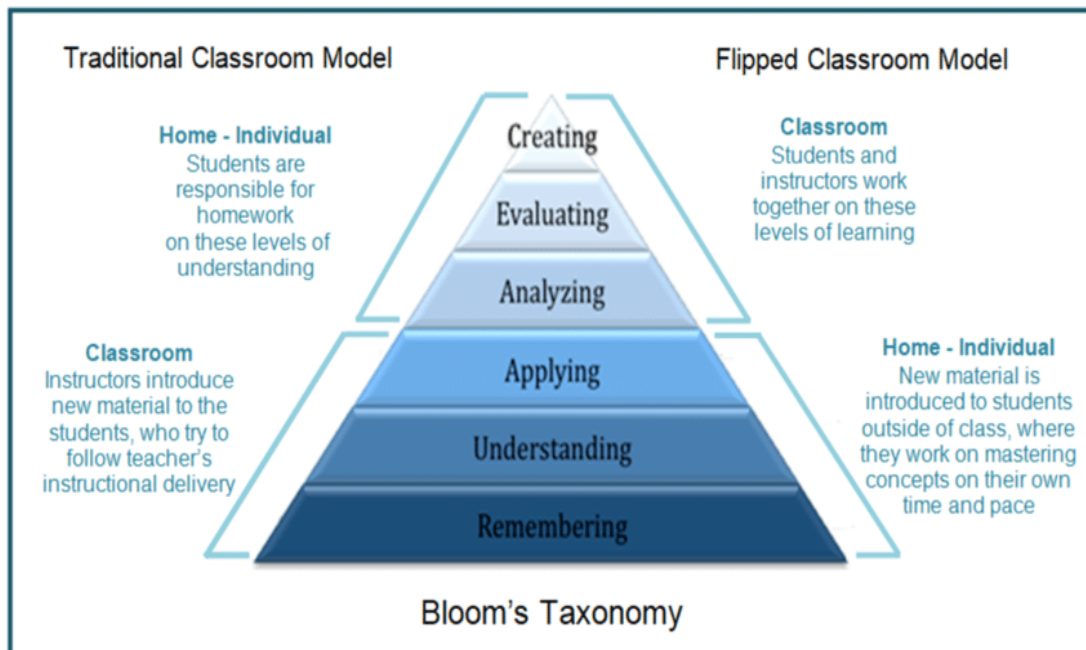 Traditional Classroom Model
Flipped Classroom Model
Home - Individual
Students are
responsible for
homework
on these levels of
understanding
Classroom
Instructors introduce
new material to the
students, who try to
follow teacher's
instructional delivery
Creating
Evaluating
Analyzing
Applying
Understanding
Remembering
Classroom
Students and
instructors work
together on these
levels of learning
Home - Individual
New material is
introduced to students
outside of class, where
they work on mastering
concepts on their own
time and pace
Bloom's Taxonomy